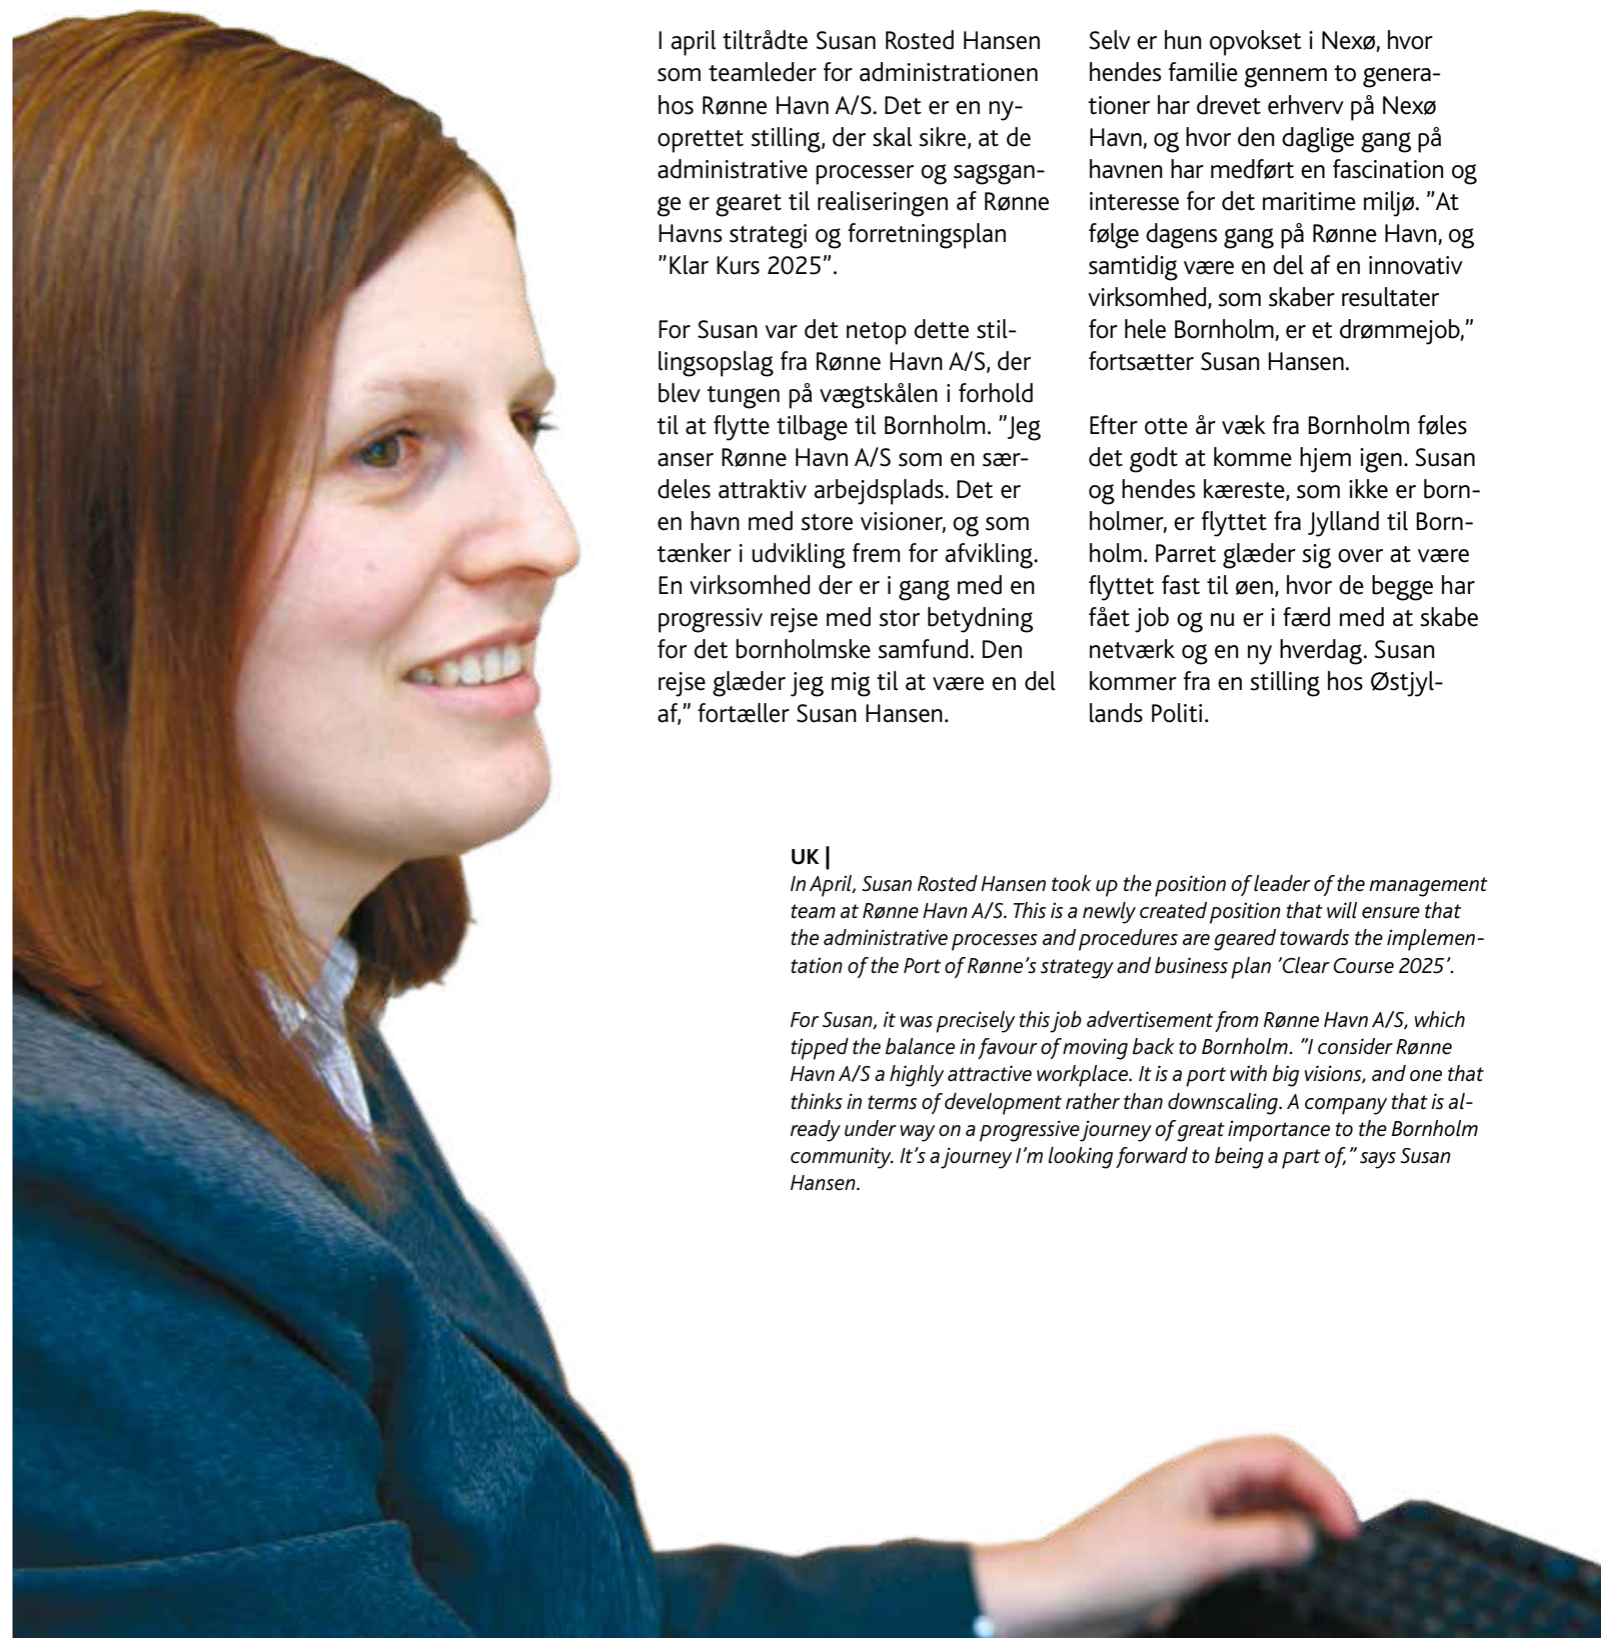 I april tiltrådte Susan Rosted Hansen
som teamleder for administrationen
hos Rønne Havn A/S. Det er en ny-
oprettet stilling, der skal sikre, at de
administrative processer og sagsgan-
ge er gearet til realiseringen af Rønne
Havns strategi og forretningsplan
”Klar Kurs 2025”.

For Susan var det netop dette stil-
lingsopslag fra Rønne Havn A/S, der
blev tungen på vægtskålen i forhold
til at flytte tilbage til Bornholm. ”Jeg
anser Rønne Havn A/S som en sær-
deles attraktiv arbejdsplads. Det er
en havn med store visioner, og som
tænker i udvikling frem for afvikling.
En virksomhed der er i gang med en
progressiv rejse med stor betydning
for det bornholmske samfund. Den
rejse glæder jeg mig til at være en del
af,” fortæller Susan Hansen.

Selv er hun opvokset i Nexø, hvor
hendes familie gennem to genera-
tioner har drevet erhverv på Nexø
Havn, og hvor den daglige gang på
havnen har medført en fascination og
interesse for det maritime miljø. ”At
følge dagens gang på Rønne Havn, og
samtidig være en del af en innovativ
virksomhed, som skaber resultater
for hele Bornholm, er et drømmejob,”
fortsætter Susan Hansen.

Efter otte år væk fra Bornholm føles
det godt at komme hjem igen. Susan
og hendes kæreste, som ikke er born-
holmer, er flyttet fra Jylland til Born-
holm. Parret glæder sig over at være
flyttet fast til øen, hvor de begge har
fået job og nu er i færd med at skabe
netværk og en ny hverdag. Susan
kommer fra en stilling hos Østjyl-
lands Politi.

UK |
In April, Susan Rosted Hansen took up the position of leader of the management
team at Rønne Havn A/S. This is a newly created position that will ensure that
the administrative processes and procedures are geared towards the implemen-
tation of the Port of Rønne’s strategy and business plan ’Clear Course 2025’.

For Susan, it was precisely this job advertisement from Rønne Havn A/S, which
tipped the balance in favour of moving back to Bornholm. ”I consider Rønne
Havn A/S a highly attractive workplace. It is a port with big visions, and one that
thinks in terms of development rather than downscaling. A company that is al-
ready under way on a progressive journey of great importance to the Bornholm
community. It’s a journey I’m looking forward to being a part of,” says Susan
Hansen.